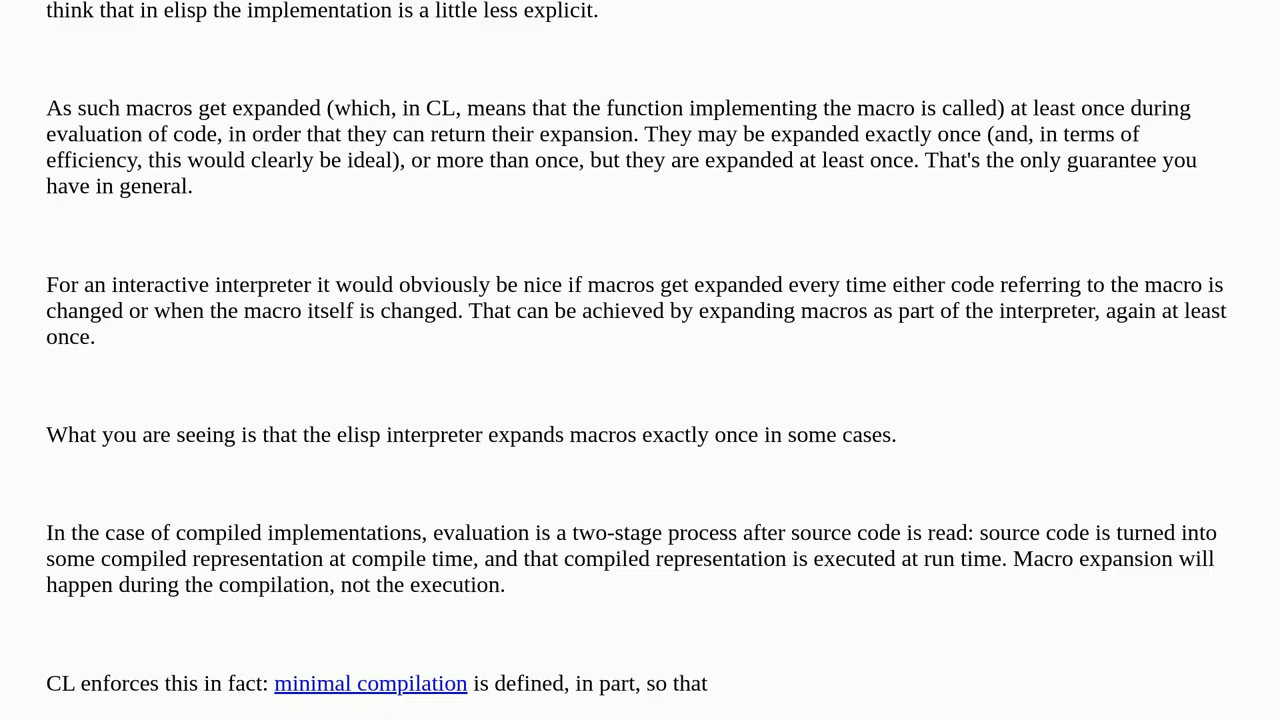 think that in elisp the implementation is a little less explicit.
As such macros get expanded (which, in CL, means that the function implementing the macro is called) at least once during
evaluation of code, in order that they can return their expansion. They may be expanded exactly once (and, in terms of
efficiency, this would clearly be ideal), or more than once, but they are expanded at least once. That's the only guarantee you
have in general.
For an interactive interpreter it would obviously be nice if macros get expanded every time either code referring to the macro is
changed or when the macro itself is changed. That can be achieved by expanding macros as part of the interpreter, again at least
once.
What you are seeing is that the elisp interpreter expands macros exactly once in some cases.
In the case of compiled implementations, evaluation is a two-stage process after source code is read: source code is turned into
some compiled representation at compile time, and that compiled representation is executed at run time. Macro expansion will
happen during the compilation, not the execution.
CL enforces this in fact: minimal compilation is defined, in part, so that